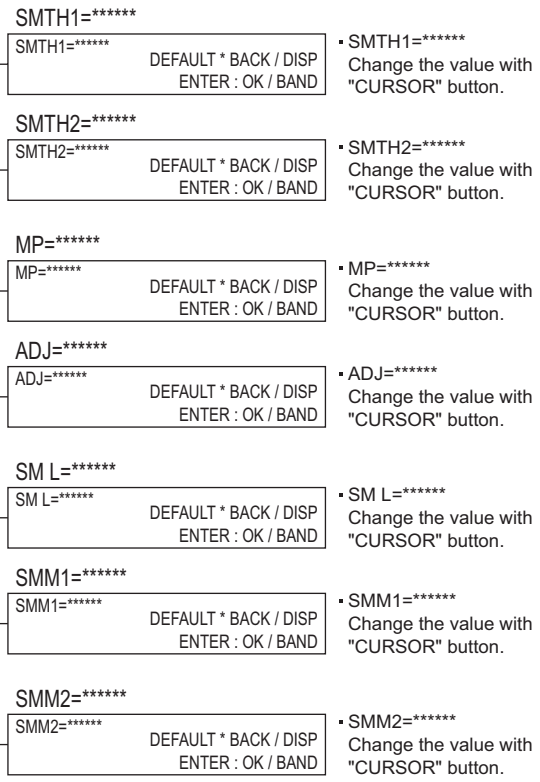 SMTH1=******
SMTH1=******
DEFAULT * BACK / DISP
ENTER : OK / BAND
▪ SMTH1=******
Change the value with
"CURSOR" button.
SMTH2=******
SMTH2=******
DEFAULT * BACK / DISP
ENTER : OK / BAND
▪ SMTH2=******
Change the value with
"CURSOR" button.
MP=******
MP=******
DEFAULT * BACK / DISP
ENTER : OK / BAND
▪ MP=******
Change the value with
"CURSOR" button.
ADJ=******
ADJ=******
DEFAULT * BACK / DISP
ENTER : OK / BAND
▪ ADJ=******
Change the value with
"CURSOR" button.
SM L=******
SM L=******
DEFAULT * BACK / DISP
ENTER : OK / BAND
▪ SM L=******
Change the value with
"CURSOR" button.
SMM1=******
SMM1=******
DEFAULT * BACK / DISP
ENTER : OK / BAND
▪ SMM1=******
Change the value with
"CURSOR" button.
SMM2=******
SMM2=******
DEFAULT * BACK / DISP
ENTER : OK / BAND
▪ SMM2=******
Change the value with
"CURSOR" button.